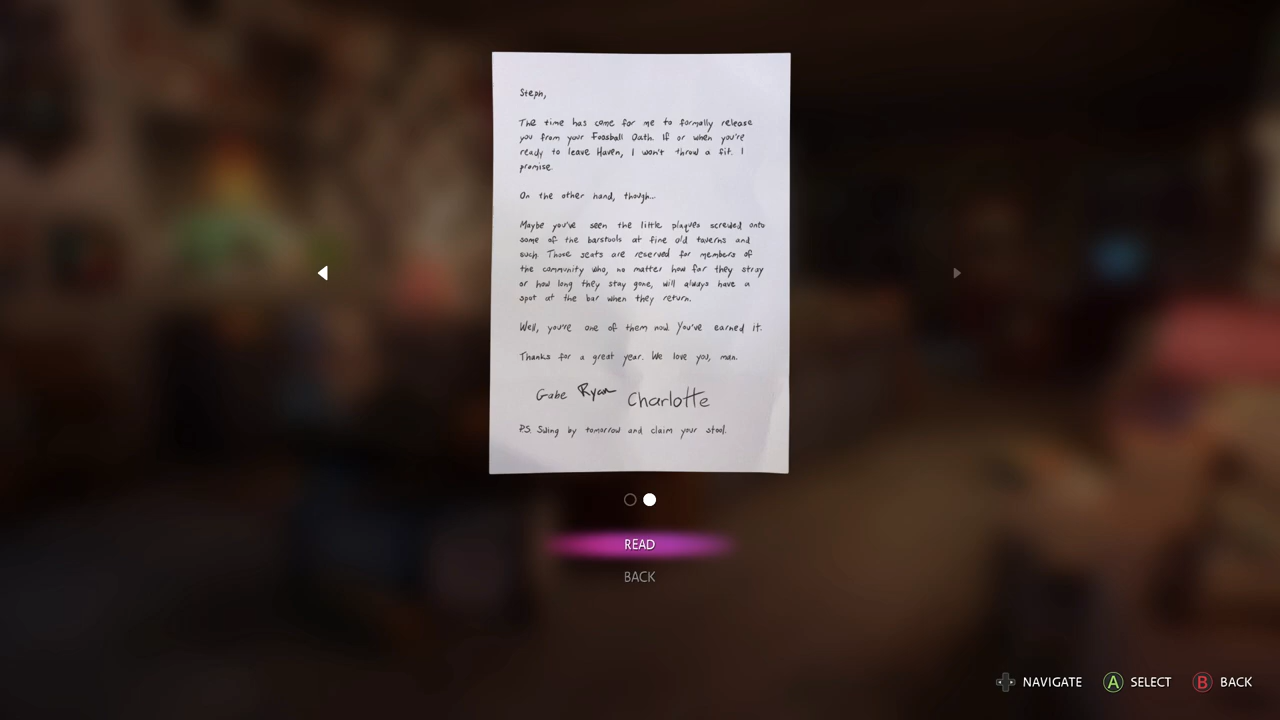 Steph,
The time has come for me to formally release
you from your Foosball Oath. If or when you're
ready to leave Haven, I won't throw a fit. I
promise.
On the other hand, though...
Maybe you've seen the little plaques screwed onto
some of the barstools at fine old taverns and
such. Those seats are reserved for members of
the community who, no matter how far they stray
or how long they stay gone, will always have a
spot at the bar when they return.
Well, you're one of them now. You've earned it.
Thanks for a great year. We love you, man.
Gabe Ryan Charlotte
P.S. Swing by tomorrow and claim your stool.
READ
BACK
NAVIGATE A SELECT B BACK